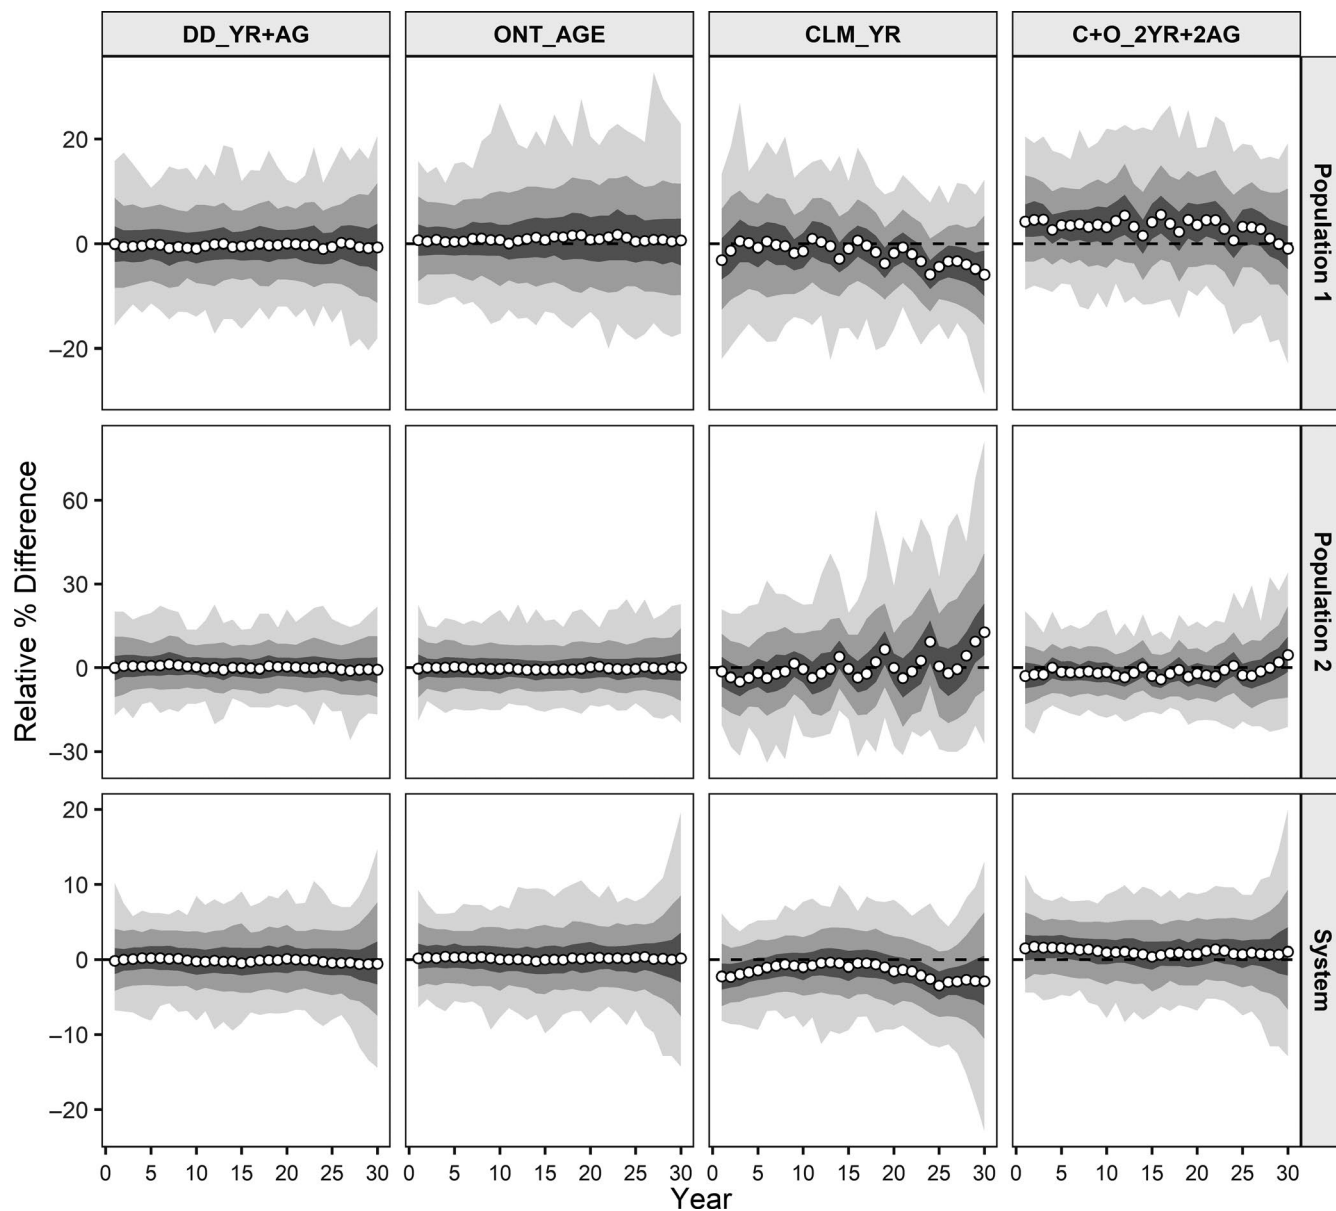 DD_YR+AG ONT_AGE CLM_YR C+O_2YR+2AG
20
0
–20
Population 1
60
30
0
–30
Population 2
20
10
0
–10
–20
System
Relative % Difference
0 5 10 15 20 25 30 0 5 10 15 20 25 30 0 5 10 15 20 25 30 0 5 10 15 20 25 30
Year